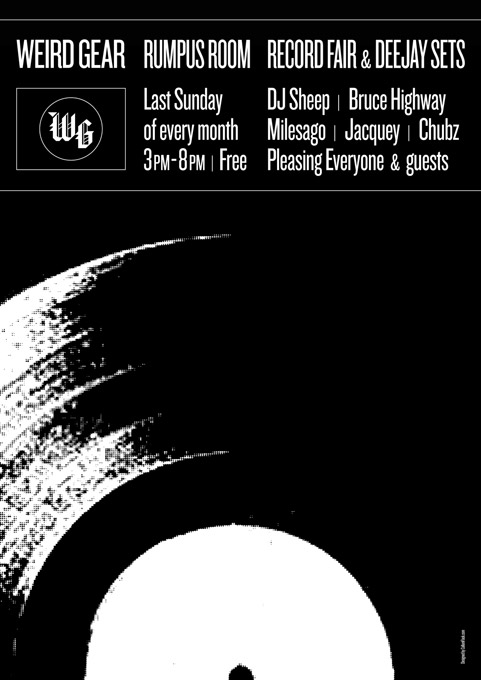 WEIRD GEAR
WG
RUMPUS ROOM
Last Sunday
of every month
3PM-8PM | Free
RECORD FAIR & DEEJAY SETS
DJ Sheep | Bruce Highway
Milesago | Jacquey | Chubz
Pleasing Everyone & guests